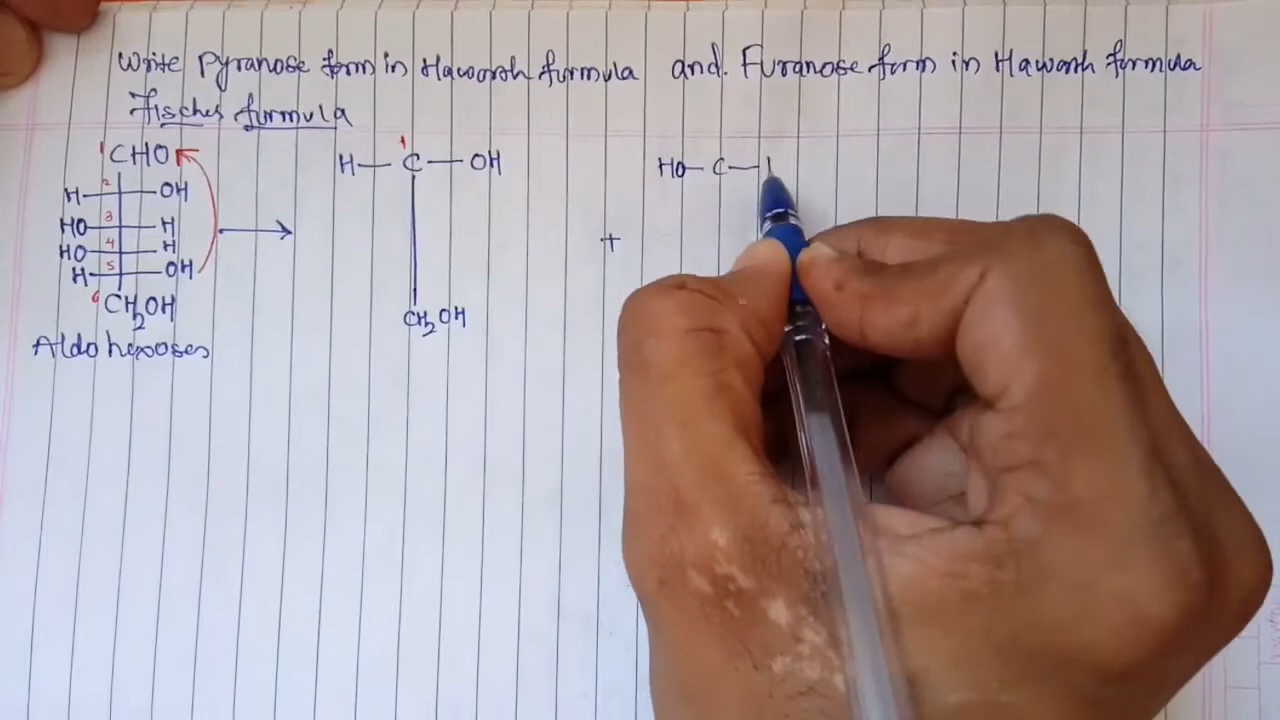 Write Pyranose form in Haworth formula and. Furanose form in Haworth formula
Fischer formula
1 CHO
H 2 OH
HO 3 H
HO 4 H
H 5 OH
6 CH2OH
Aldohexoses
1
H C OH
CH2OH
+
HO C